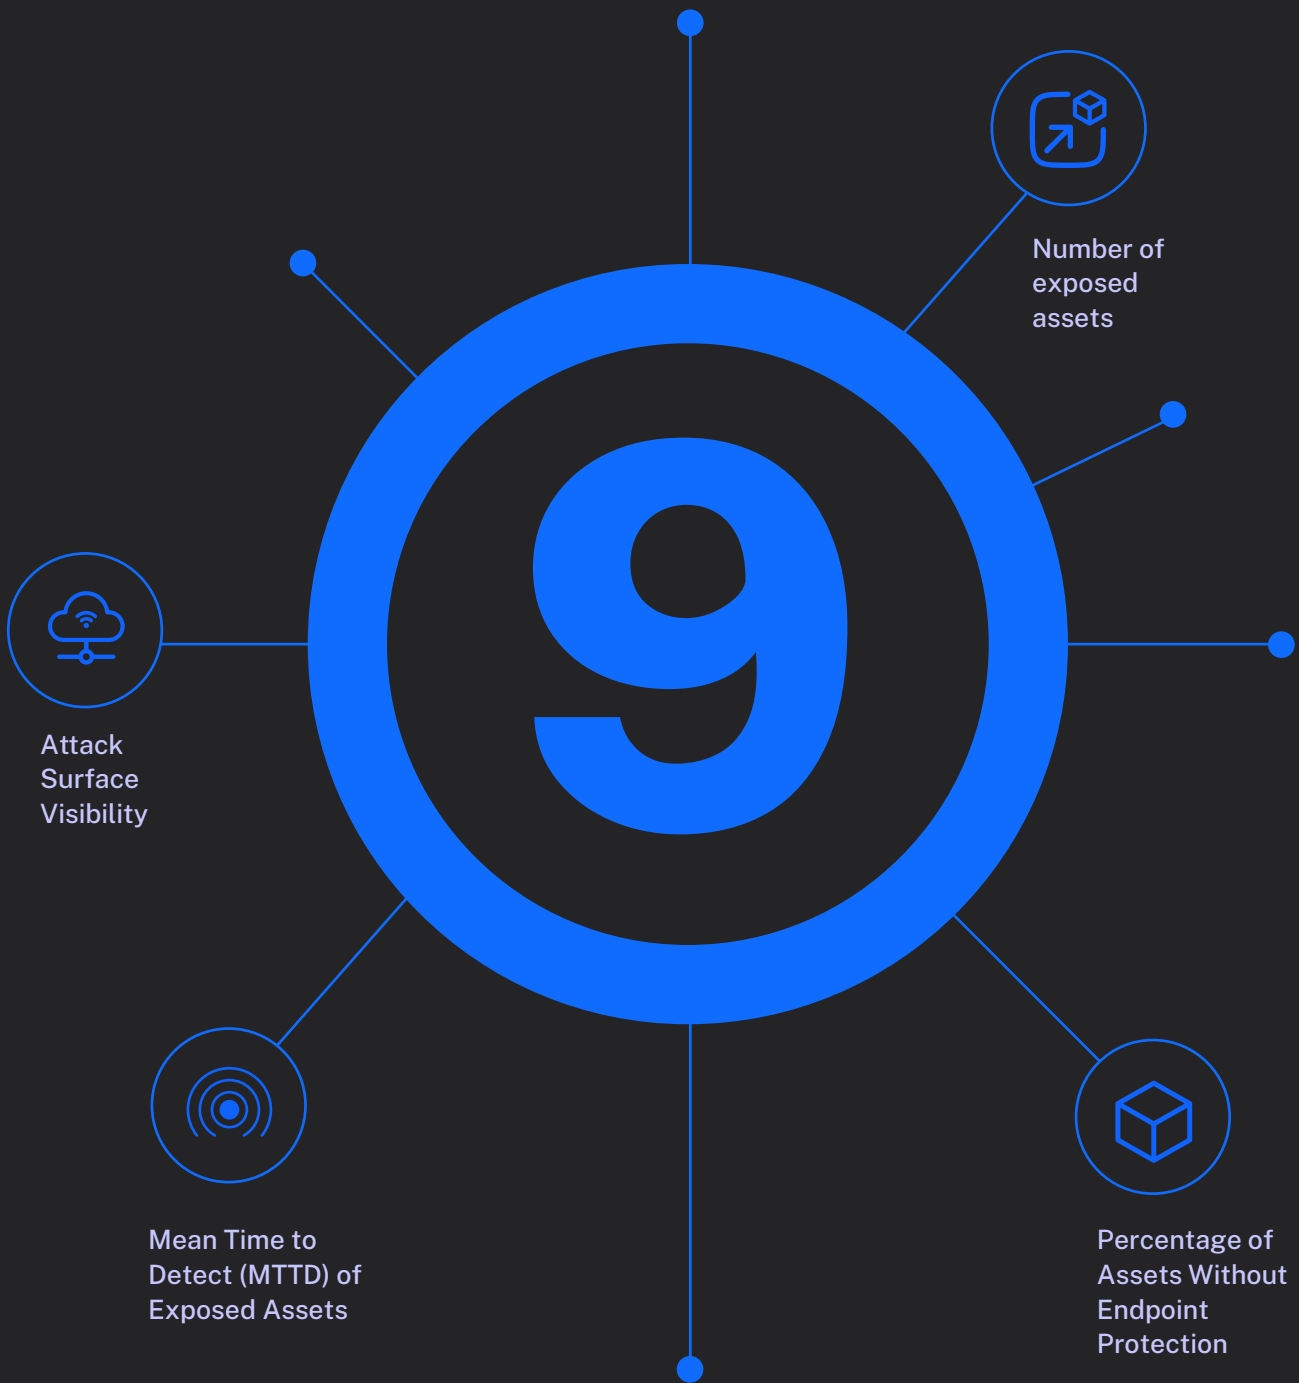 Number of
exposed
assets
9
Attack
Surface
Visibility
Mean Time to
Detect (MTTD) of
Exposed Assets
Percentage of
Assets Without
Endpoint
Protection